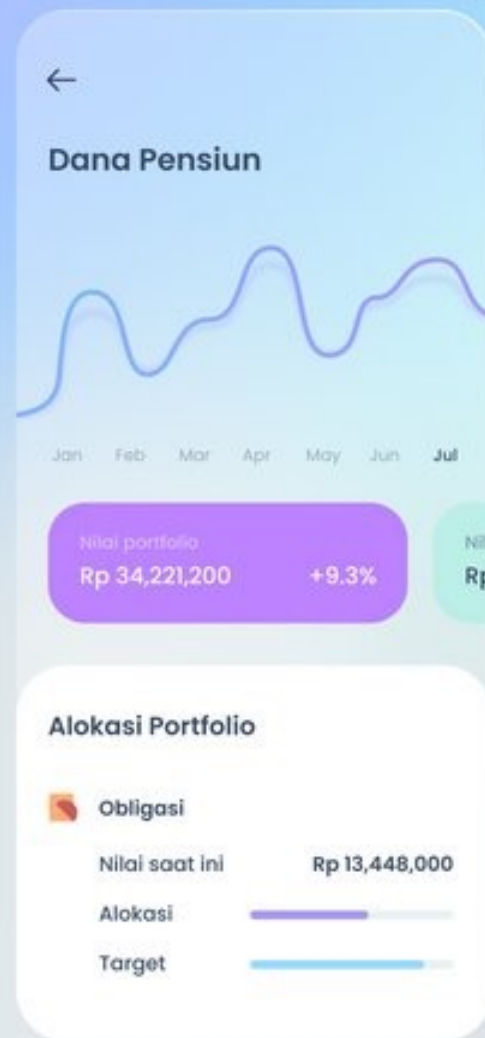 Dana Pensiun
Jan Feb Mar Apr May Jun Jul
Nilai portfolio
Rp 34,221,200 +9.3%
Alokasi Portfolio
Obligasi
Nilai saat ini Rp 13,448,000
Alokasi
Target